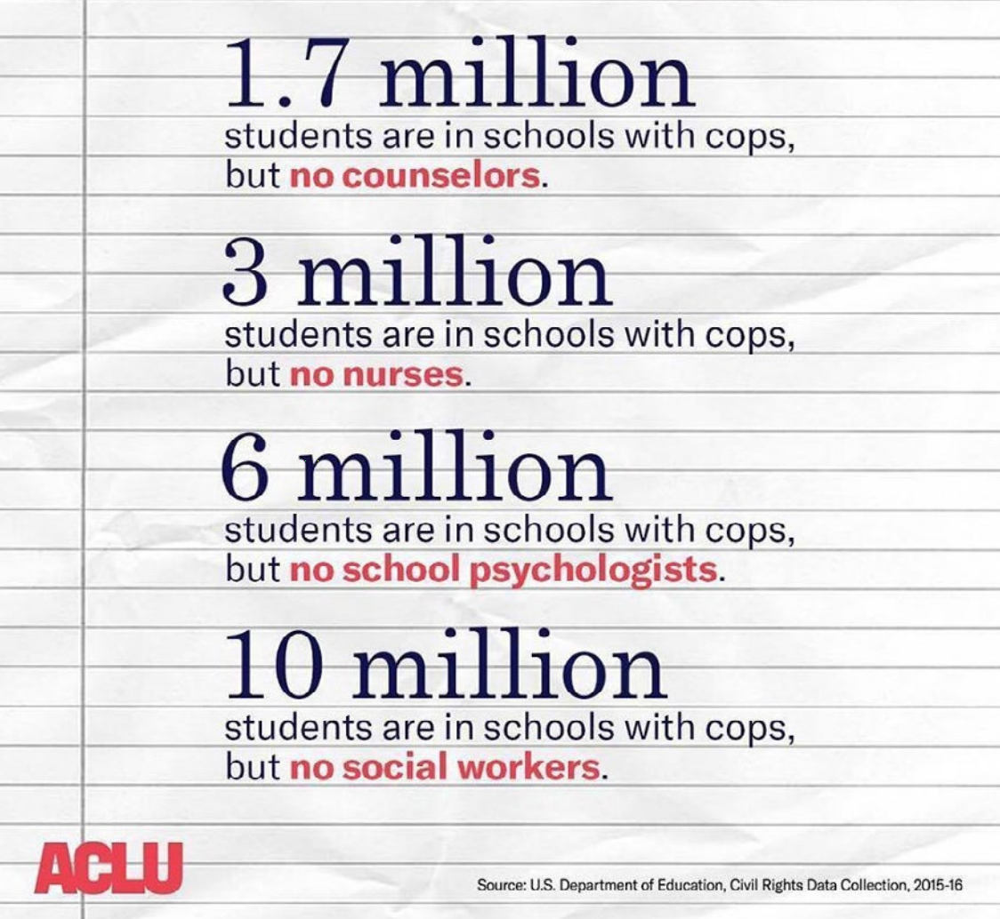 1.7 million
students are in schools with cops,
but no counselors.
3 million
students are in schools with cops,
but no nurses.
6 million
students are in schools with cops,
but no school psychologists.
10 million
students are in schools with cops,
but no social workers.
ACLU
Source: U.S. Department of Education, Civil Rights Data Collection, 2015-16